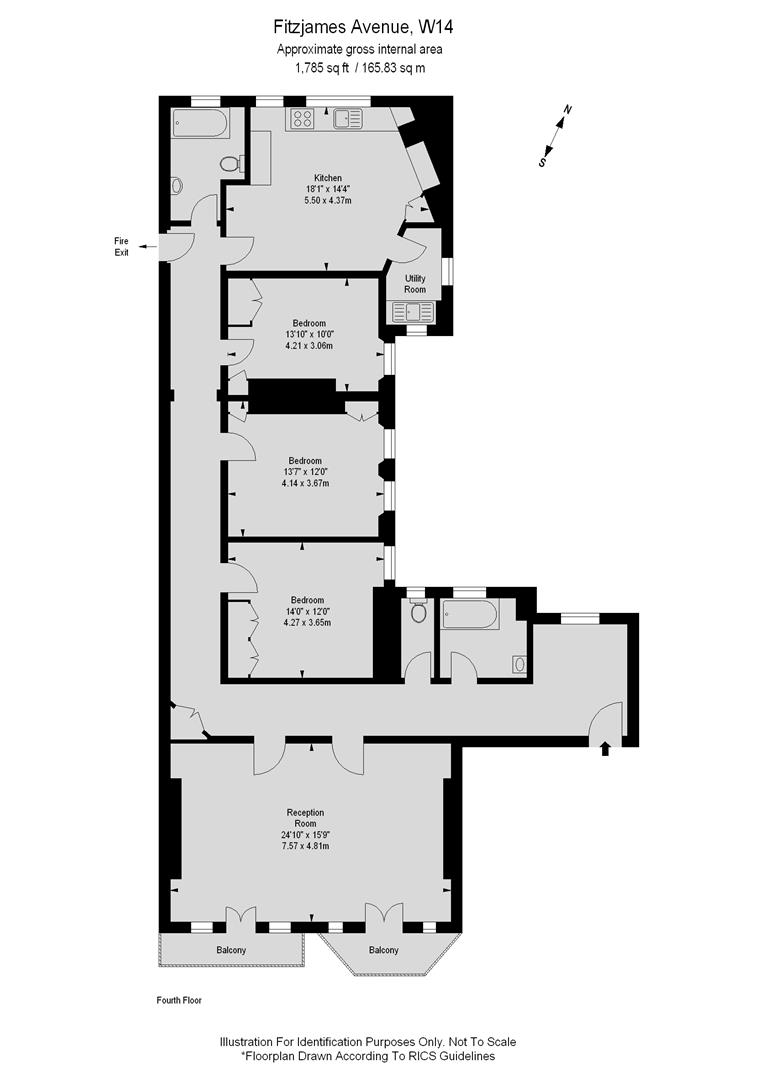 Fitzjames Avenue, W14
Approximate gross internal area
1,785 sq ft / 165.83 sq m
N
S
Kitchen
18'1" x 14'4"
5.50 x 4.37m
Fire
Exit
Utility
Room
Bedroom
13'10" x 10'0"
4.21 x 3.06m
Bedroom
13'7" x 12'0"
4.14 x 3.67m
Bedroom
14'0" x 12'0"
4.27 x 3.65m
Reception
Room
24'10" x 15'9"
7.57 x 4.81m
Balcony
Balcony
Fourth Floor
Illustration For Identification Purposes Only. Not To Scale
*Floorplan Drawn According To RICS Guidelines